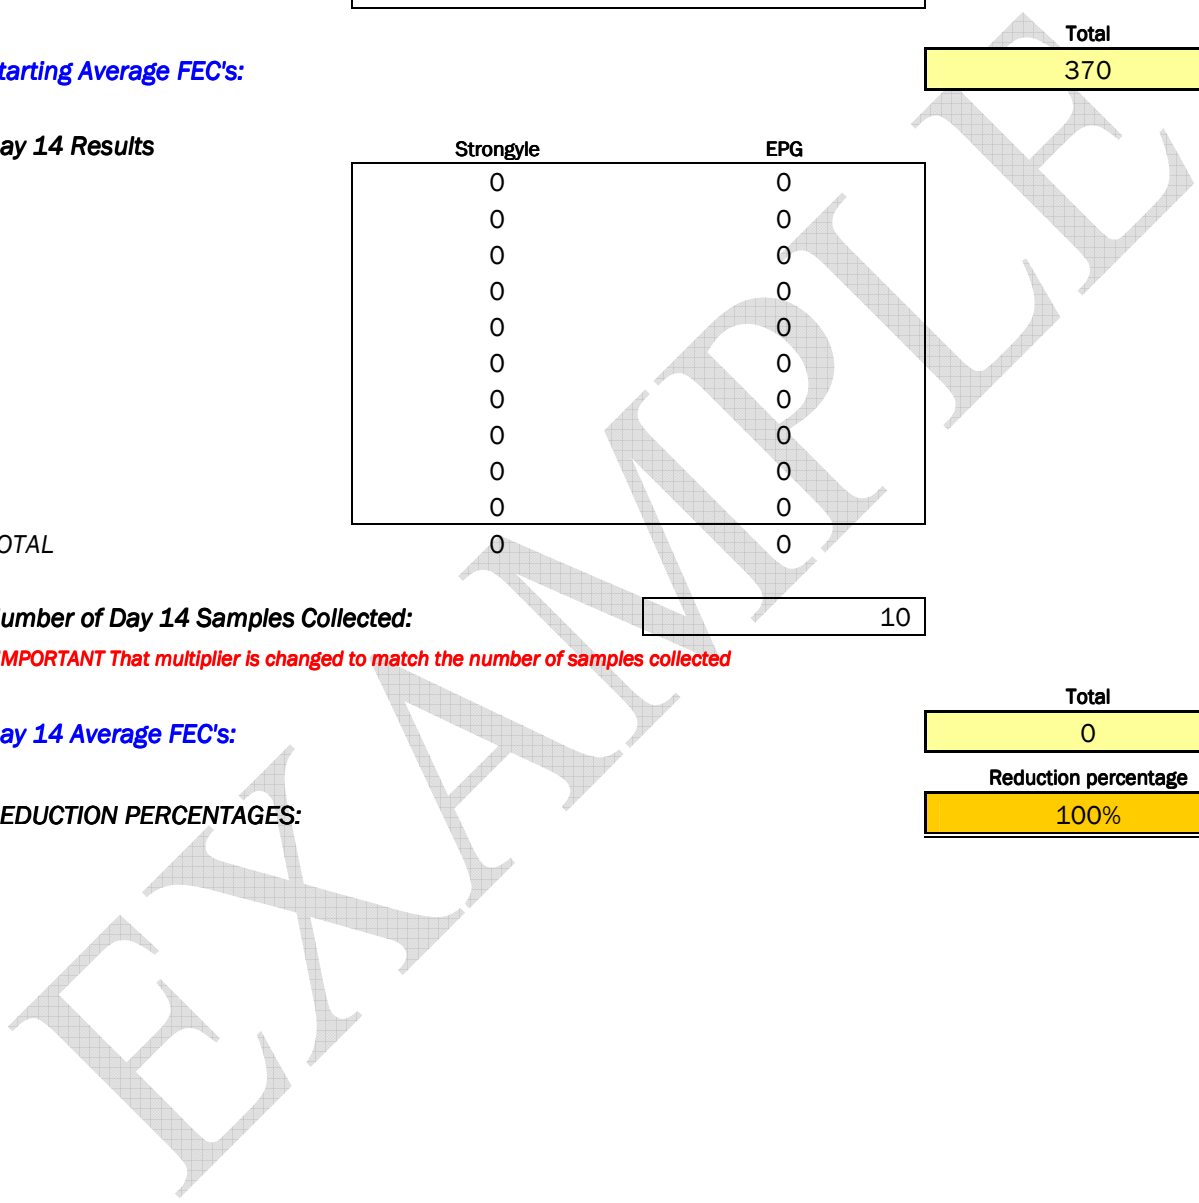 Total
tarting Average FEC's: 370
ay 14 Results Strongyle EPG
0 0
0 0
0 0
0 0
0 0
0 0
0 0
0 0
0 0
0 0
OTAL 0 0
umber of Day 14 Samples Collected: 10
IMPORTANT That multiplier is changed to match the number of samples collected
Total
ay 14 Average FEC's: 0
Reduction percentage
EDUCTION PERCENTAGES: 100%
EXAMPLE